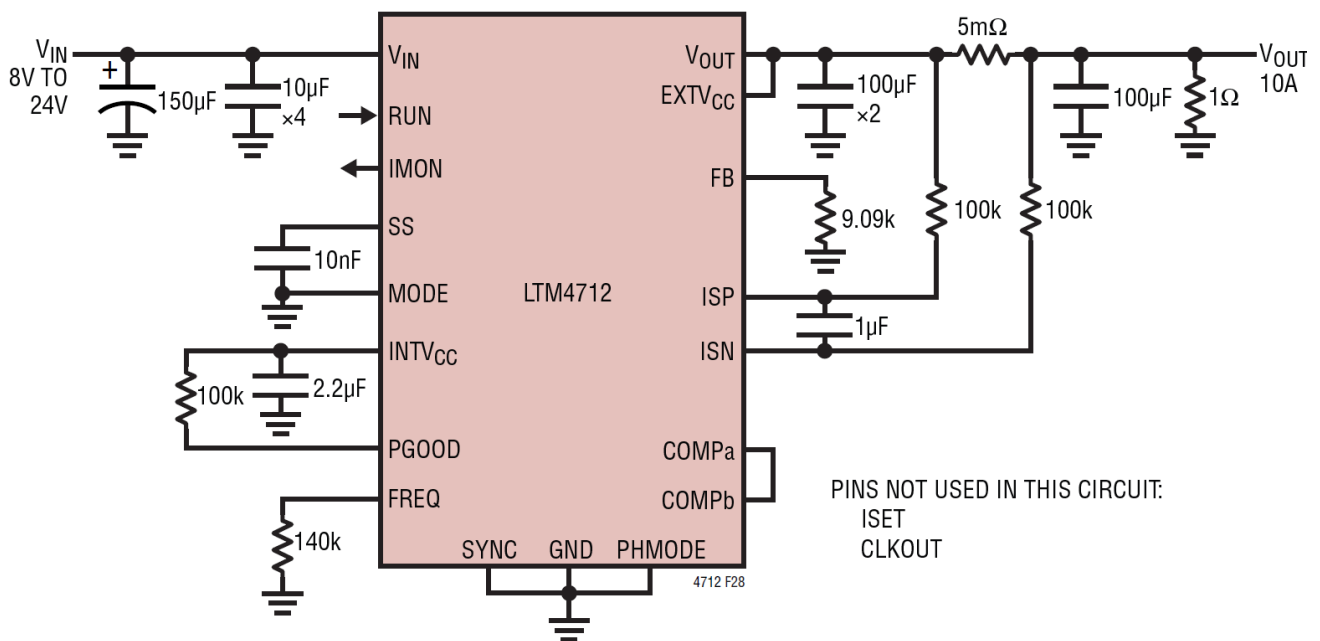 VIN
8V TO
24V
+
150µF
10µF
×4
VIN
RUN
IMON
SS
10nF
MODE
INTVCC
100k
2.2µF
PGOOD
FREQ
140k
SYNC GND PHMODE
LTM4712
VOUT
EXTVCC
FB
ISP
ISN
COMPa
COMPb
100µF
×2
5mΩ
100µF
1Ω
VOUT
10A
9.09k
100k
100k
1µF
PINS NOT USED IN THIS CIRCUIT:
ISET
CLKOUT
4712 F28